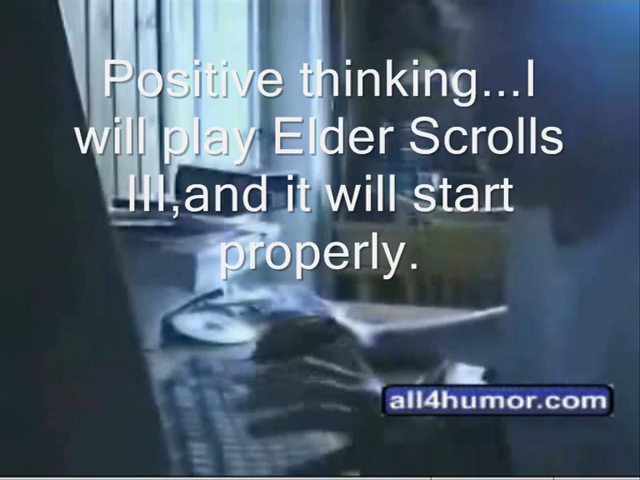 Positive thinking...I
will play Elder Scrolls
III,and it will start
properly.
all4humor.com